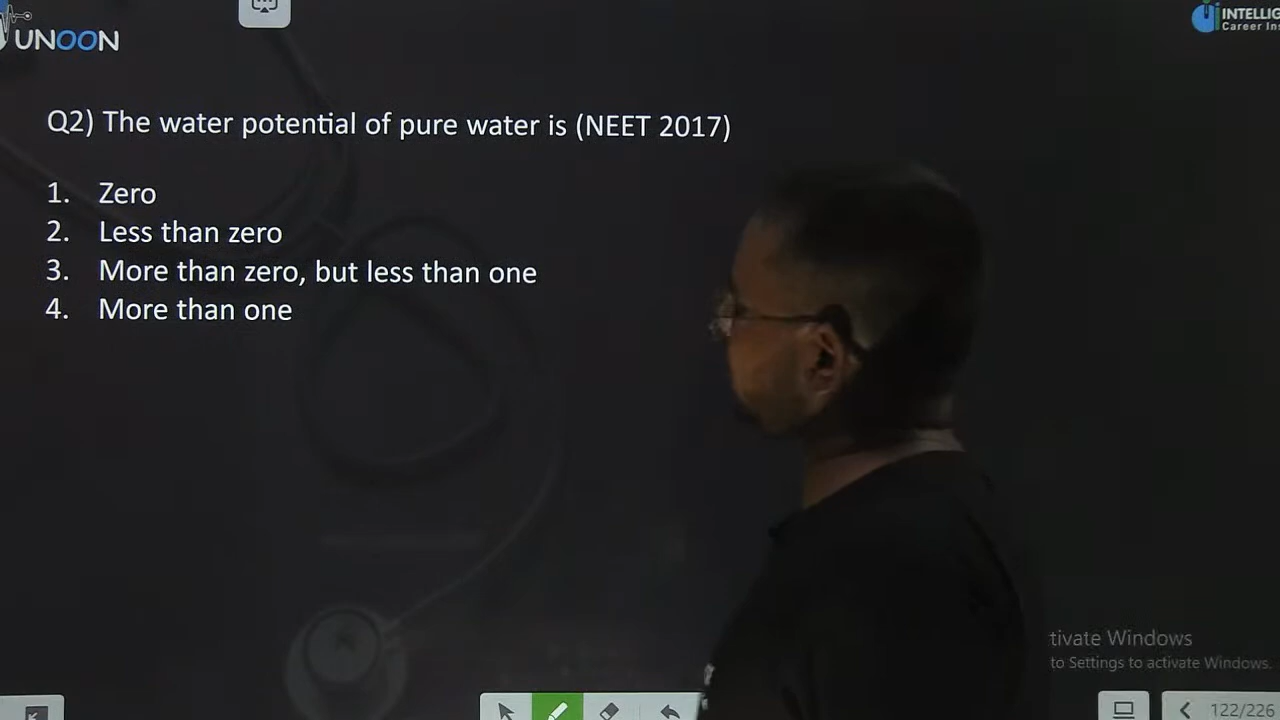 UNOON
INTELLIG
Career Ins
Q2) The water potential of pure water is (NEET 2017)
1. Zero
2. Less than zero
3. More than zero, but less than one
4. More than one
tivate Windows
to Settings to activate Windows.
122/226